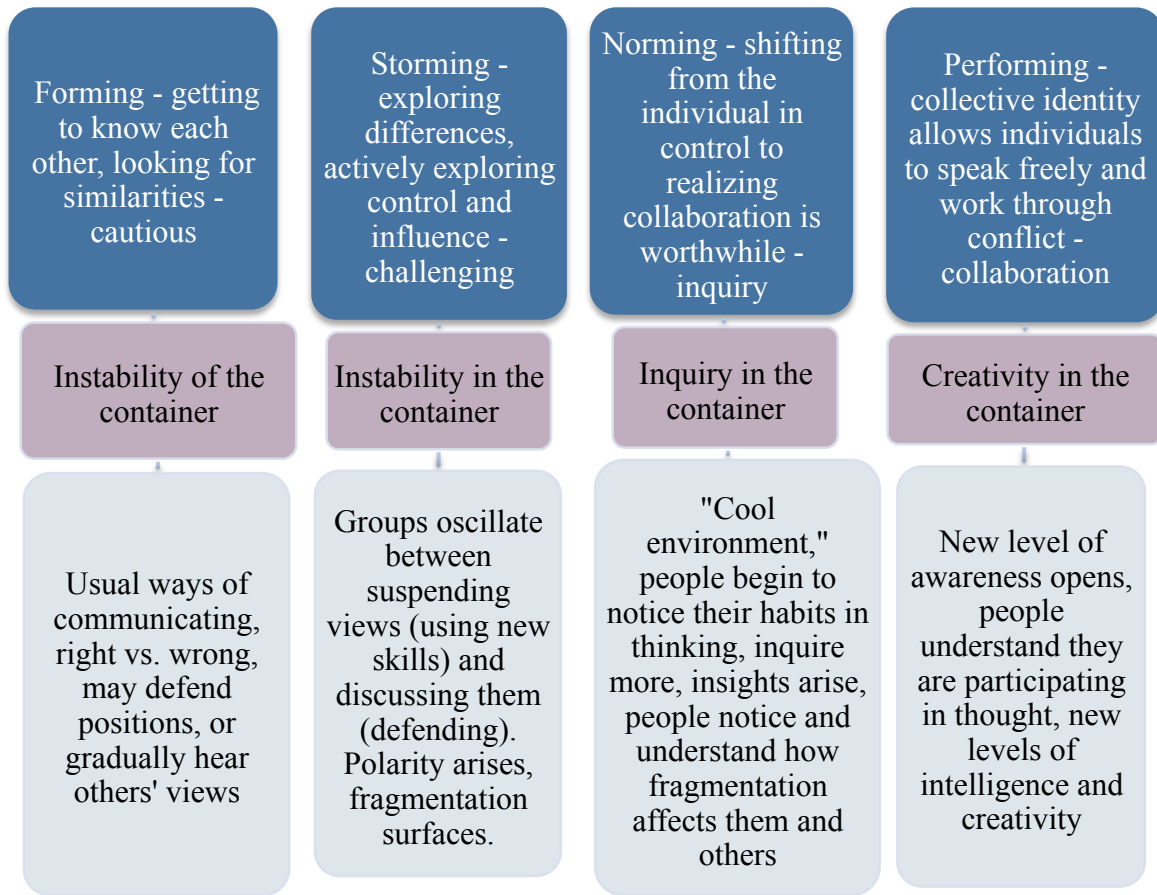 Forming - getting
to know each
other, looking for
similarities -
cautious
Instability of the
container
Usual ways of
communicating,
right vs. wrong,
may defend
positions, or
gradually hear
others' views
Storming -
exploring
differences,
actively exploring
control and
influence -
challenging
Instability in the
container
Groups oscillate
between
suspending
views (using new
skills) and
discussing them
(defending).
Polarity arises,
fragmentation
surfaces.
Norming - shifting
from the
individual in
control to
realizing
collaboration is
worthwhile -
inquiry
Inquiry in the
container
"Cool
environment,"
people begin to
notice their habits in
thinking, inquire
more, insights arise,
people notice and
understand how
fragmentation
affects them and
others
Performing -
collective identity
allows individuals
to speak freely and
work through
conflict -
collaboration
Creativity in the
container
New level of
awareness opens,
people
understand they
are participating
in thought, new
levels of
intelligence and
creativity